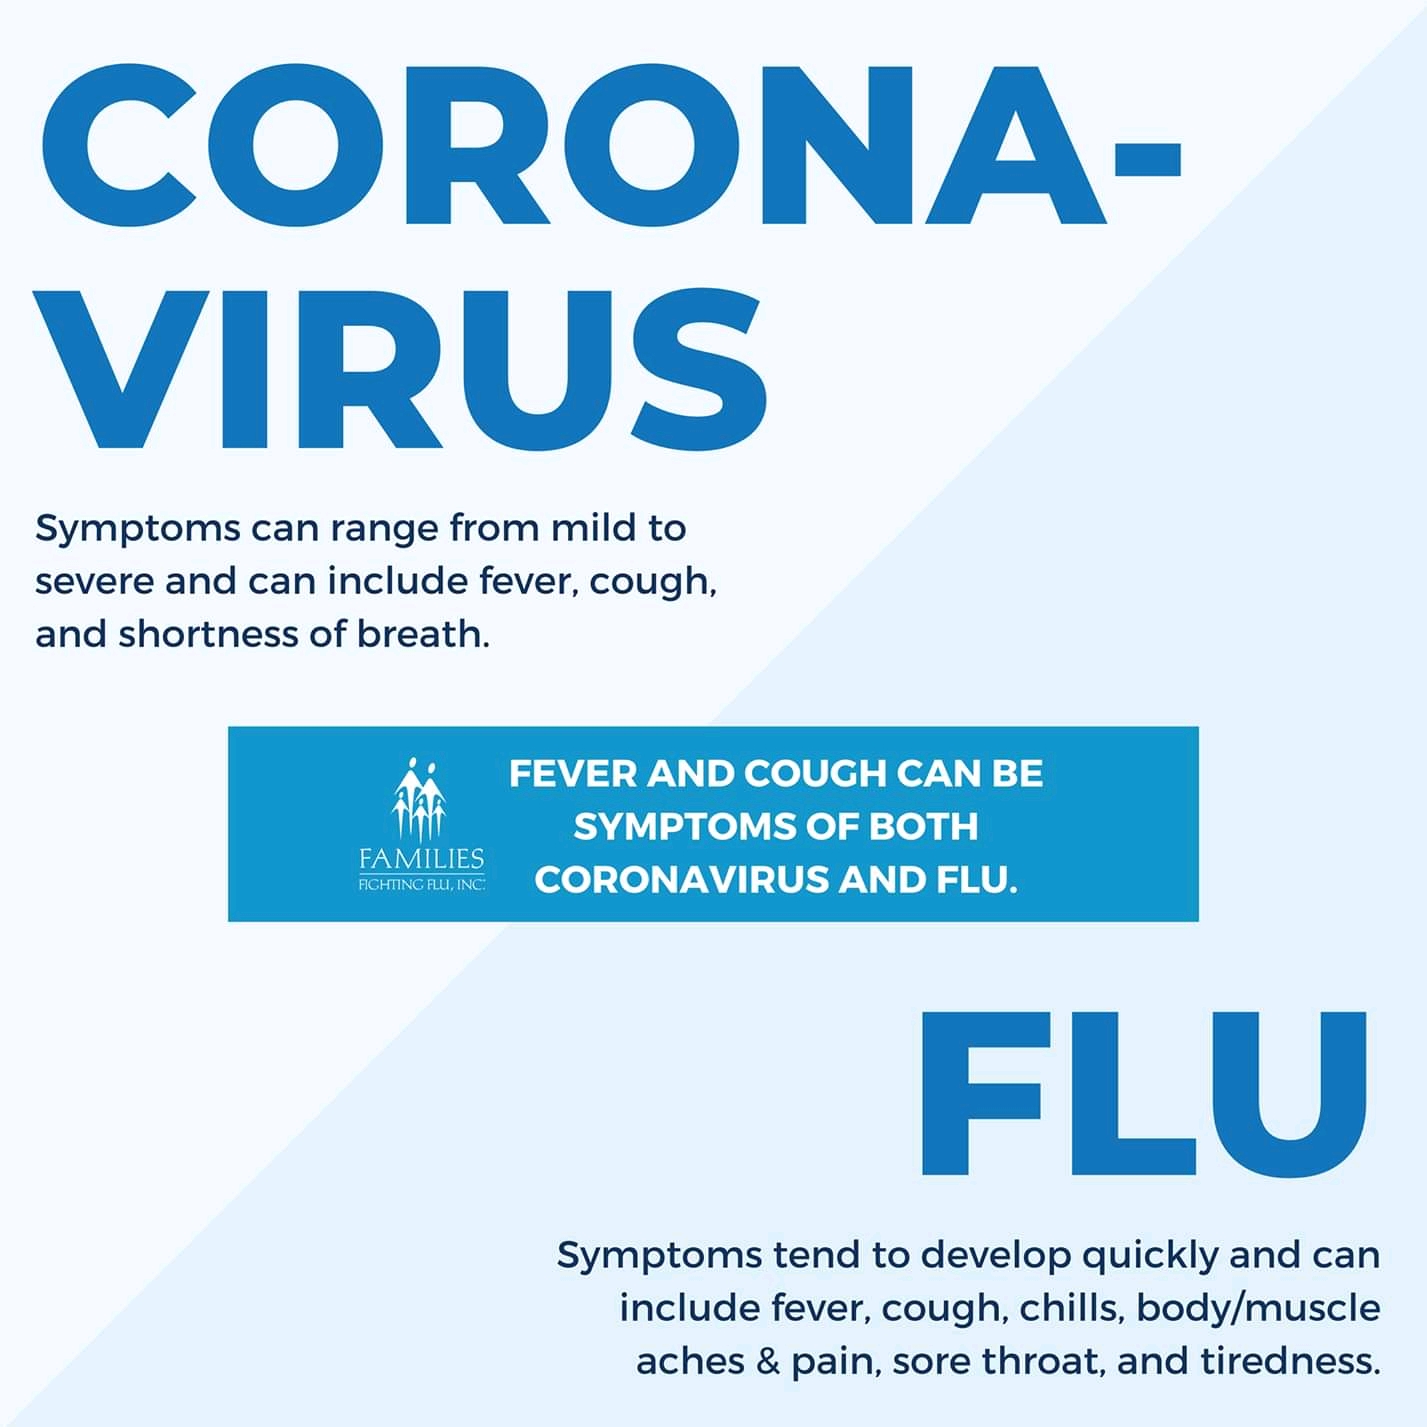 CORONA-
VIRUS
Symptoms can range from mild to
severe and can include fever, cough,
and shortness of breath.
FAMILIES
FIGHTING FLU, INC.
FEVER AND COUGH CAN BE
SYMPTOMS OF BOTH
CORONAVIRUS AND FLU.
FLU
Symptoms tend to develop quickly and can
include fever, cough, chills, body/muscle
aches & pain, sore throat, and tiredness.